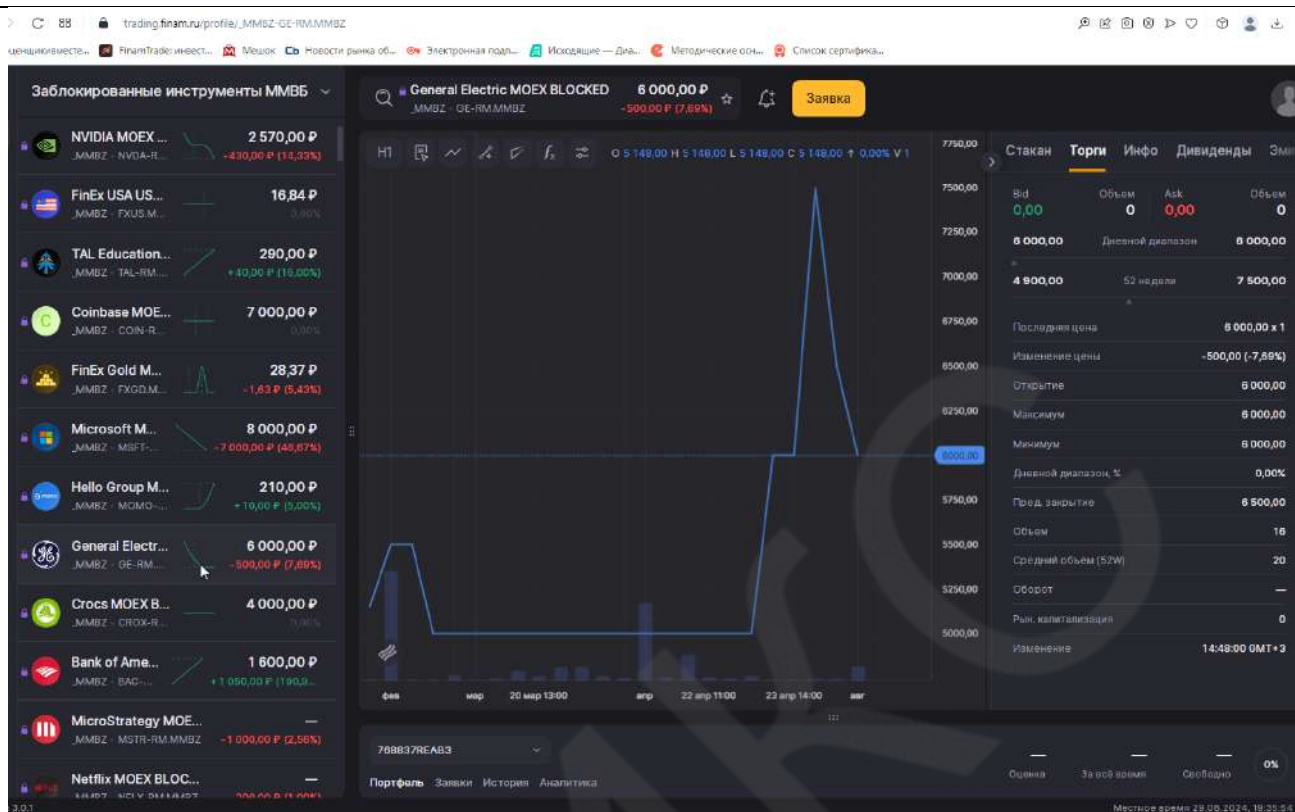 trading.finam.ru/profile/_MMBZ-GE-RM.MMBZ
ценщикивместе... FinamTrade: инвест... Мешок Новости рынка об... Электронная подп... Исходящие — Диа... Методические осн... Список сертифика...
Заблокированные инструменты ММВБ
NVIDIA MOEX ... 2 570,00 ₽
_MMBZ · NVDA-R... -430,00 ₽ (14,33%)
FinEx USA US... 16,84 ₽
_MMBZ · FXUS.M... 0,00%
TAL Education... 290,00 ₽
_MMBZ · TAL-RM.... +40,00 ₽ (16,00%)
Coinbase MOE... 7 000,00 ₽
_MMBZ · COIN-R... 0,00%
FinEx Gold M... 28,37 ₽
_MMBZ · FXGD.M... -1,63 ₽ (5,43%)
Microsoft M... 8 000,00 ₽
_MMBZ · MSFT-... -7 000,00 ₽ (46,67%)
Hello Group M... 210,00 ₽
_MMBZ · MOMO-... +10,00 ₽ (5,00%)
General Electr... 6 000,00 ₽
_MMBZ · GE-RM.... -500,00 ₽ (7,69%)
Crocs MOEX B... 4 000,00 ₽
_MMBZ · CROX-R... 0,00%
Bank of Ame... 1 600,00 ₽
_MMBZ · BAC-... +1 050,00 ₽ (190,9...
MicroStrategy MOE... —
_MMBZ · MSTR-RM.MMBZ -1 000,00 ₽ (2,56%)
Netflix MOEX BLOC... —
General Electric MOEX BLOCKED 6 000,00 ₽
_MMBZ · GE-RM.MMBZ -500,00 ₽ (7,69%)
Заявка
H1 O 5 148,00 H 5 148,00 L 5 148,00 C 5 148,00 0,00% V 1
7750,00
7500,00
7250,00
7000,00
6750,00
6500,00
6250,00
6000,00
5750,00
5500,00
5250,00
5000,00
фев мар 20 мар 13:00 апр 22 апр 11:00 23 апр 14:00 авг
768837REAB3
Портфель Заявки История Аналитика
Стакан Торги Инфо Дивиденды Эми
Bid Объем Ask Объем
0,00 0 0,00 0
6 000,00 Дневной диапазон 6 000,00
4 900,00 52 недели 7 500,00
Последняя цена 6 000,00 x 1
Изменение цены -500,00 (-7,69%)
Открытие 6 000,00
Максимум 6 000,00
Минимум 6 000,00
Дневной диапазон, % 0,00%
Пред. закрытие 6 500,00
Объем 16
Средний объем (52W) 20
Оборот —
Рын. капитализация 0
Изменение 14:48:00 GMT+3
— — — 0%
Оценка За всё время Свободно
3.0.1
Местное время 29.08.2024, 19:35:54